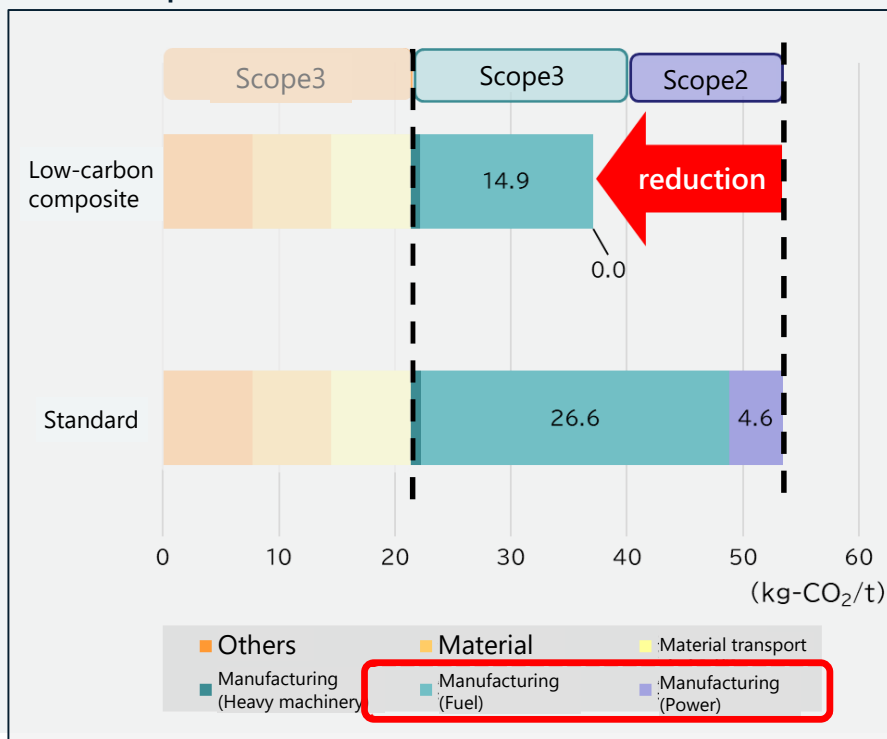 Scope3
Scope3
Scope2
Low-carbon
composite
14.9
reduction
0.0
Standard
26.6
4.6
0
10
20
30
40
50
60
(kg-CO₂/t)
Others
Material
Material transport
Manufacturing
(Heavy machinery)
Manufacturing
(Fuel)
Manufacturing
(Power)